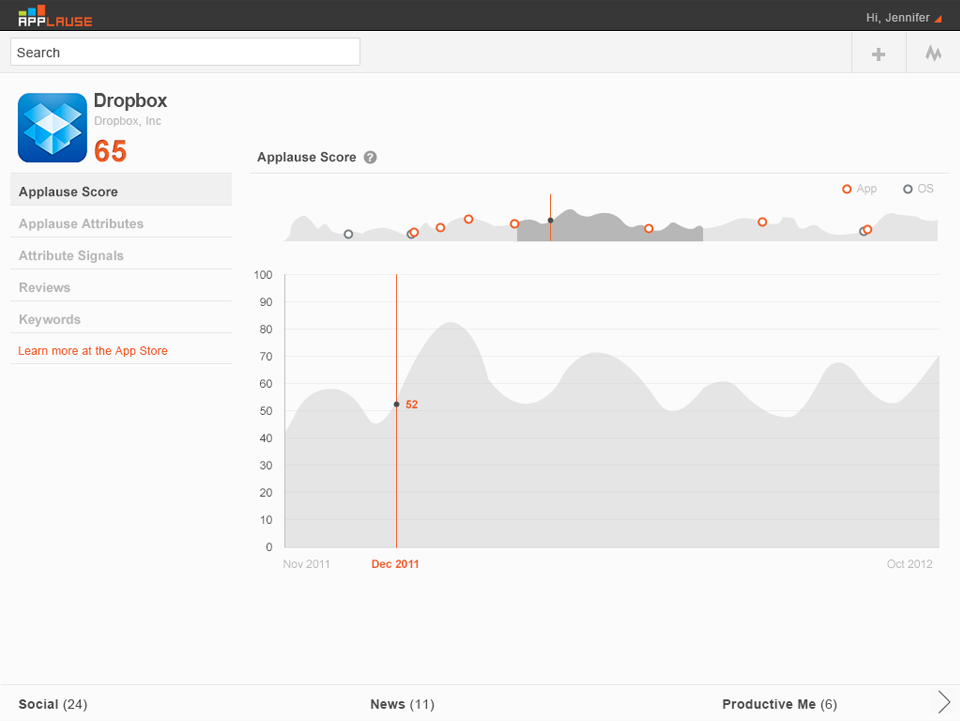 APPLAUSE
Hi, Jennifer
Search
Dropbox
Dropbox, Inc
65
Applause Score
Applause Attributes
Attribute Signals
Reviews
Keywords
Learn more at the App Store
Applause Score ?
App OS
100
90
80
70
60
50
40
30
20
10
0
52
Nov 2011 Dec 2011 Oct 2012
Social (24) News (11) Productive Me (6)